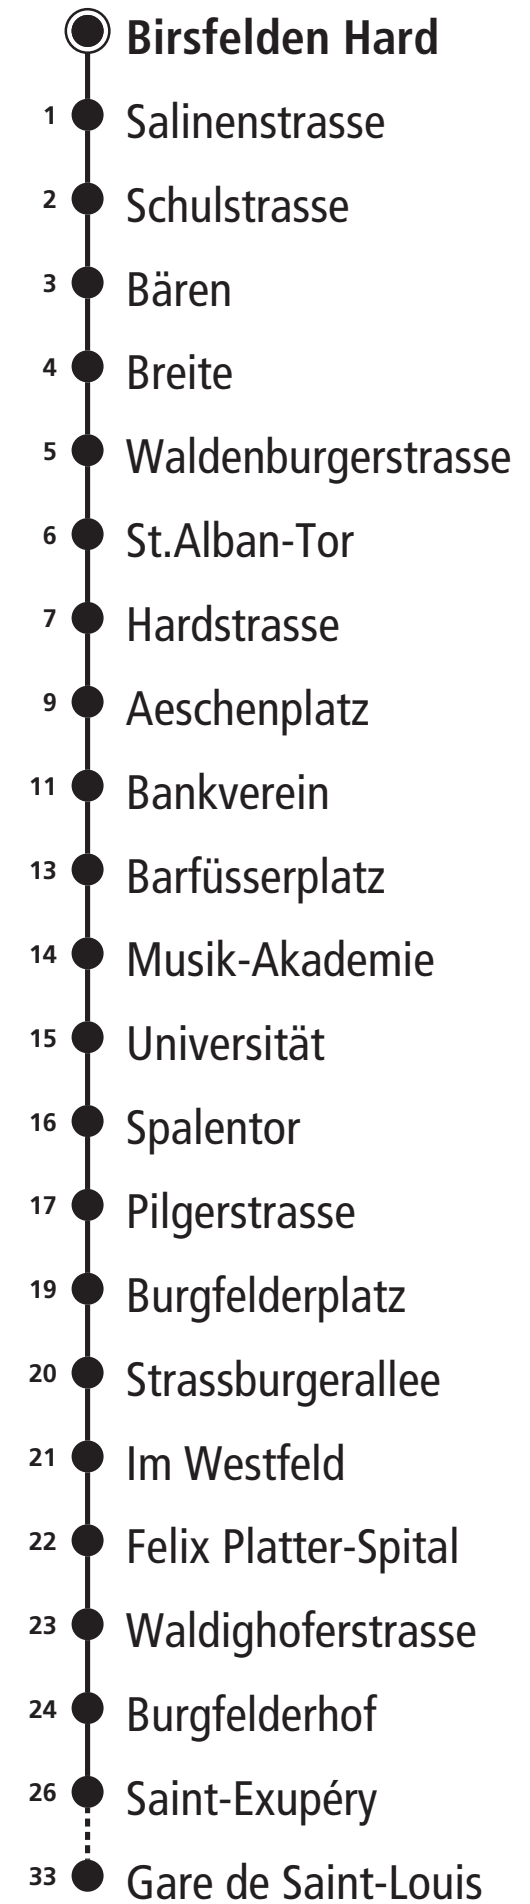 Birsfelden Hard
1 Salinenstrasse
2 Schulstrasse
3 Bären
4 Breite
5 Waldenburgerstrasse
6 St.Alban-Tor
7 Hardstrasse
9 Aeschenplatz
11 Bankverein
13 Barfüsserplatz
14 Musik-Akademie
15 Universität
16 Spalentor
17 Pilgerstrasse
19 Burgfelderplatz
20 Strassburgerallee
21 Im Westfeld
22 Felix Platter-Spital
23 Waldighoferstrasse
24 Burgfelderhof
26 Saint-Exupéry
33 Gare de Saint-Louis